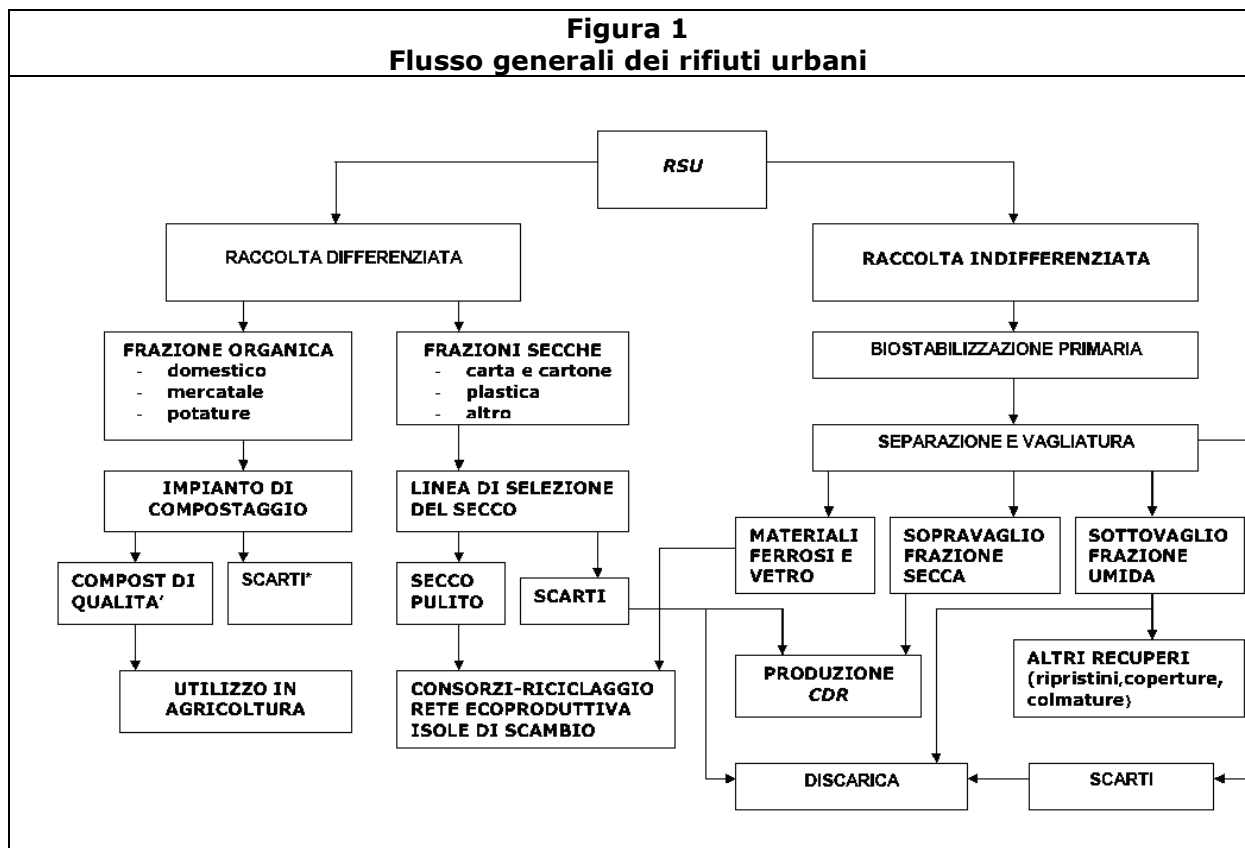 Figura 1
Flusso generali dei rifiuti urbani
RSU
RACCOLTA DIFFERENZIATA
RACCOLTA INDIFFERENZIATA
FRAZIONE ORGANICA
- domestico
- mercatale
- potature
FRAZIONI SECCHE
- carta e cartone
- plastica
- altro
BIOSTABILIZZAZIONE PRIMARIA
SEPARAZIONE E VAGLIATURA
IMPIANTO DI
COMPOSTAGGIO
LINEA DI SELEZIONE
DEL SECCO
MATERIALI
FERROSI E
VETRO
SOPRAVAGLIO
FRAZIONE
SECCA
SOTTOVAGLIO
FRAZIONE
UMIDA
COMPOST DI
QUALITA’
SCARTI*
SECCO
PULITO
SCARTI
UTILIZZO IN
AGRICOLTURA
CONSORZI-RICICLAGGIO
RETE ECOPRODUTTIVA
ISOLE DI SCAMBIO
PRODUZIONE
CDR
ALTRI RECUPERI
(ripristini,coperture,
colmature)
DISCARICA
SCARTI